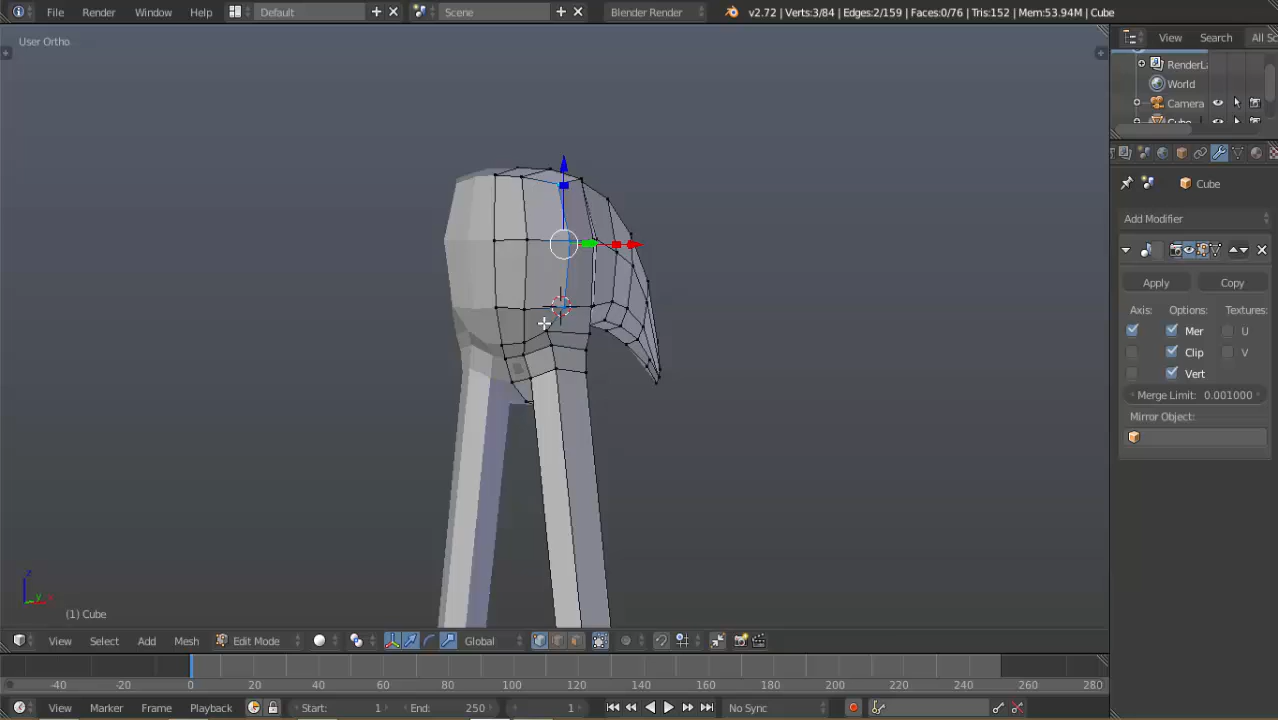 File Render Window Help Default Scene Blender Render v2.72 | Verts:3/84 | Edges:2/159 | Faces:0/76 | Tris:152 | Mem:53.94M | Cube
User Ortho
View Search All Sc
RenderLa
World
Camera
Cube
Cube
Add Modifier
Apply Copy
Axis: Options: Textures:
Mer U
Clip V
Vert
Merge Limit: 0.001000
Mirror Object:
z
y x
(1) Cube
View Select Add Mesh Edit Mode Global
-40 -20 0 20 40 60 80 100 120 140 160 180 200 220 240 260 280
View Marker Frame Playback Start: 1 End: 250 1 No Sync